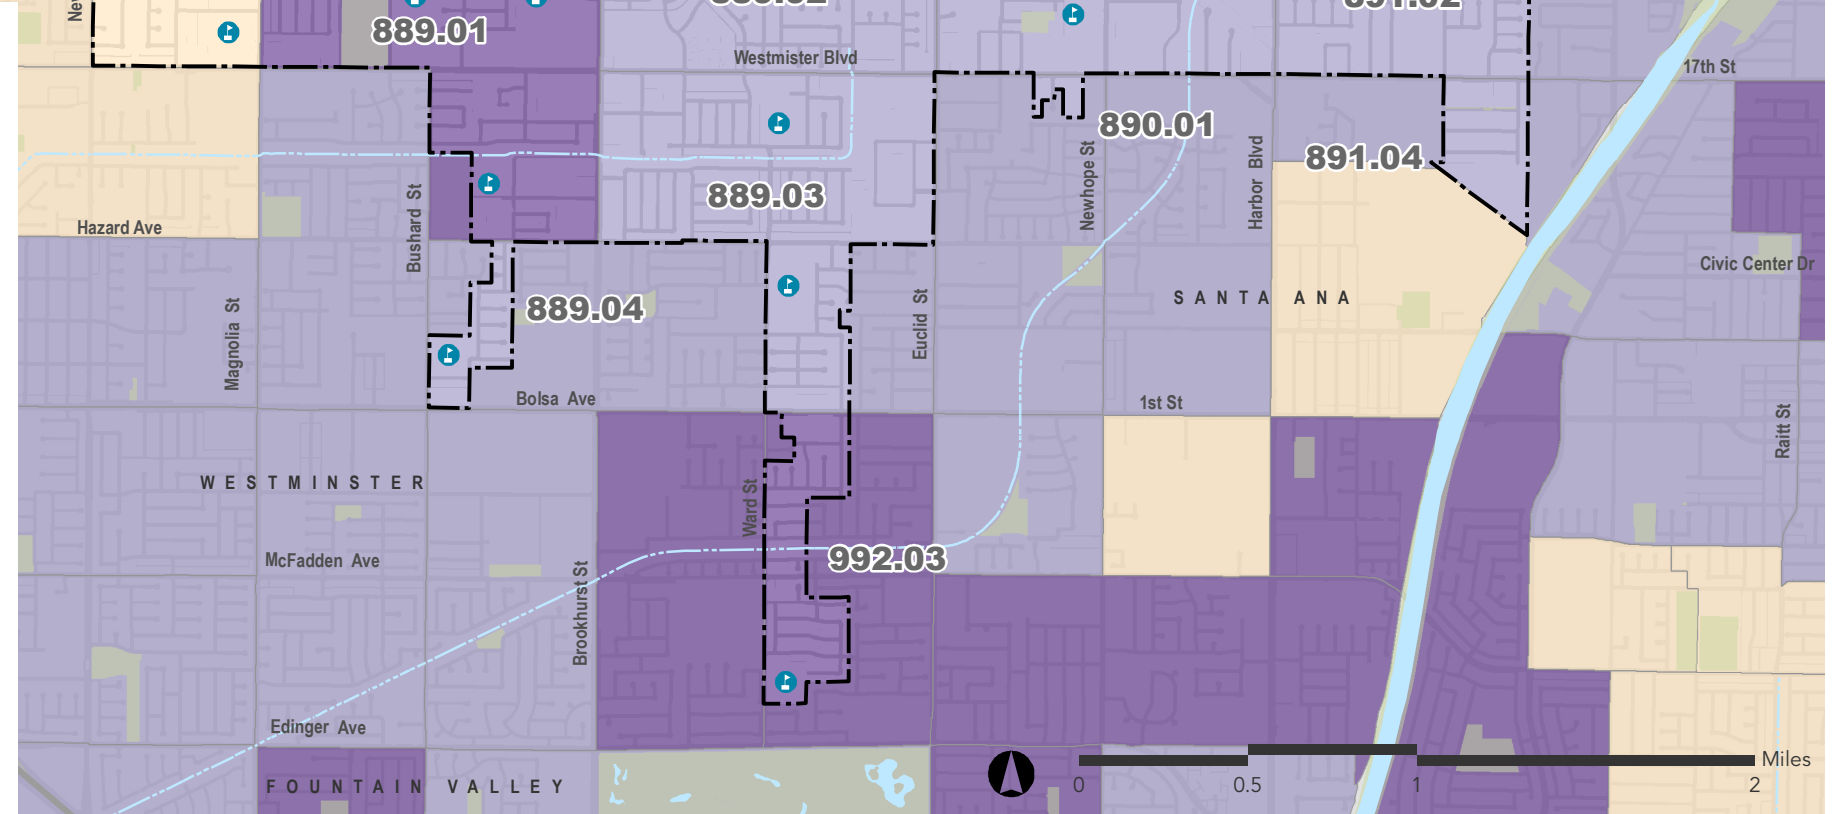 889.01
Westmister Blvd
17th St
890.01
891.04
Newhope St
Harbor Blvd
889.03
Bushard St
Hazard Ave
Civic Center Dr
SANTA ANA
889.04
Magnolia St
Euclid St
Bolsa Ave
1st St
Raitt St
WESTMINSTER
Ward St
McFadden Ave
992.03
Brookhurst St
Edinger Ave
FOUNTAIN VALLEY
Miles
0 0.5 1 2